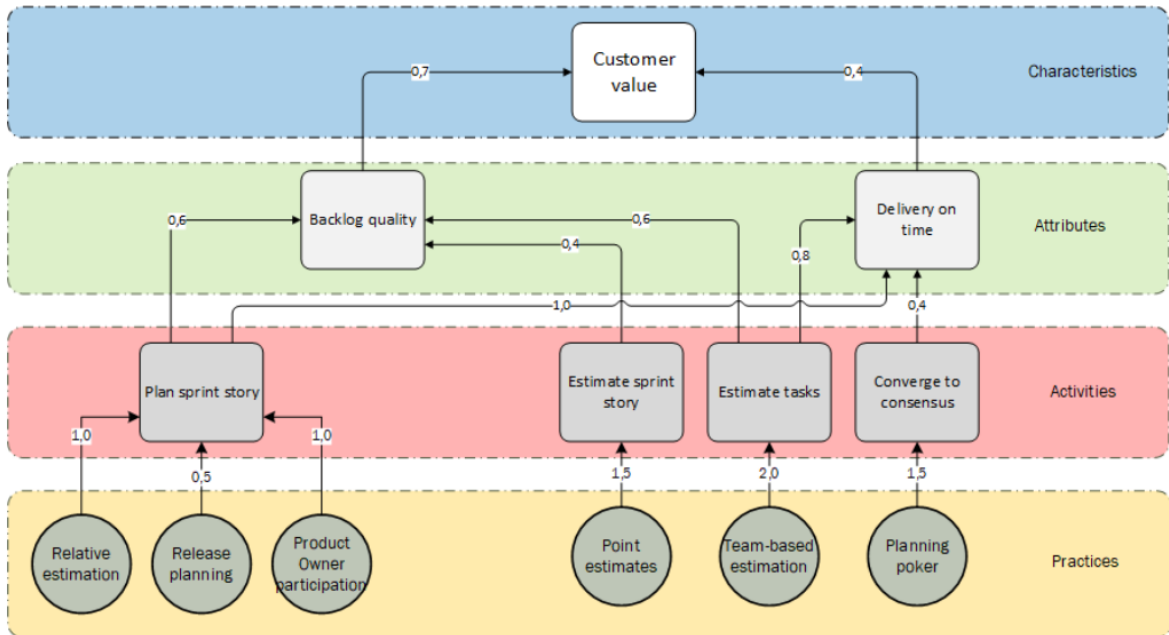 Customer
value
0,7
0,4
Characteristics
Backlog quality
Delivery on
time
0,6
0,6
0,4
0,8
Attributes
1,0
0,4
Plan sprint story
Estimate sprint
story
Estimate tasks
Converge to
consensus
Activities
1,0
1,0
0,5
1,5
2,0
1,5
Relative
estimation
Release
planning
Product
Owner
participation
Point
estimates
Team-based
estimation
Planning
poker
Practices